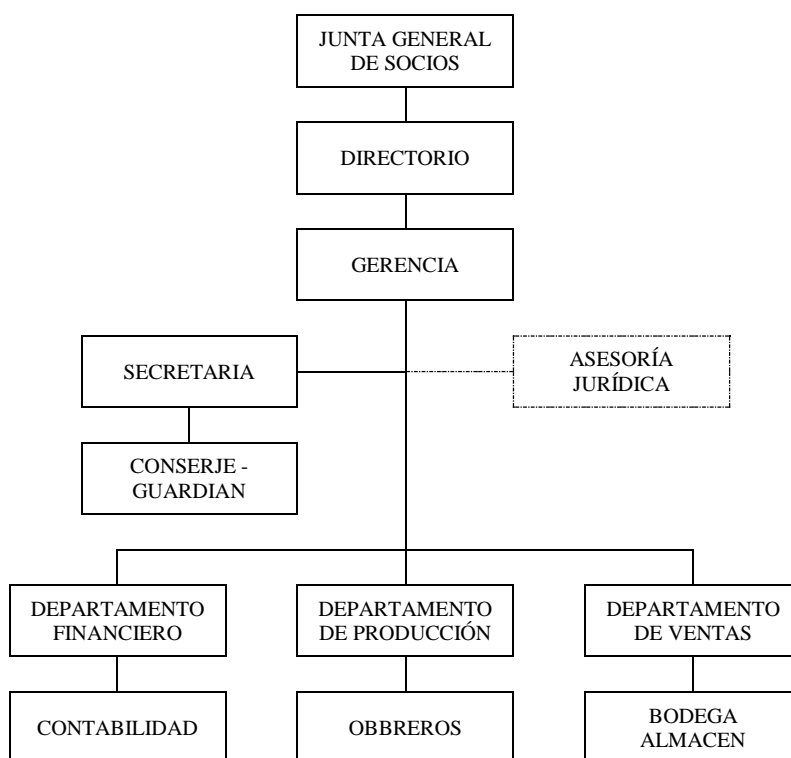 JUNTA GENERAL
DE SOCIOS
DIRECTORIO
GERENCIA
SECRETARIA
ASESORÍA
JURÍDICA
CONSERJE -
GUARDIAN
DEPARTAMENTO
FINANCIERO
DEPARTAMENTO
DE PRODUCCIÓN
DEPARTAMENTO
DE VENTAS
CONTABILIDAD
OBBREROS
BODEGA
ALMACEN